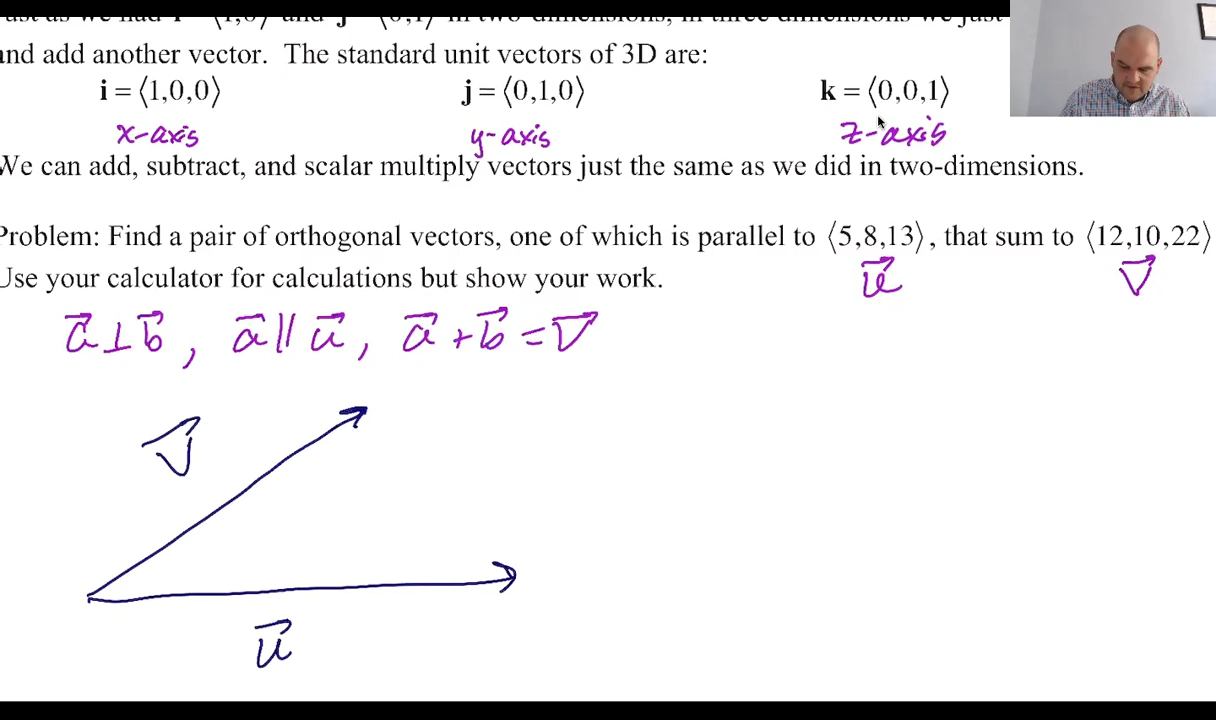 and add another vector. The standard unit vectors of 3D are:
i = ⟨1,0,0⟩ j = ⟨0,1,0⟩ k = ⟨0,0,1⟩
x-axis y-axis z-axis
We can add, subtract, and scalar multiply vectors just the same as we did in two-dimensions.
Problem: Find a pair of orthogonal vectors, one of which is parallel to ⟨5,8,13⟩, that sum to ⟨12,10,22⟩
u⃗ v⃗
Use your calculator for calculations but show your work.
a⃗ ⊥ b⃗, a⃗ ∥ u⃗, a⃗ + b⃗ = v⃗
v⃗
u⃗